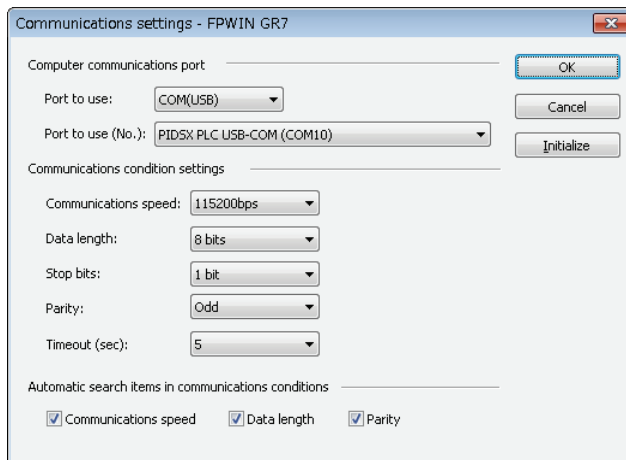 Communications settings - FPWIN GR7
Computer communications port
OK
Port to use: COM(USB)
Cancel
Port to use (No.): PIDSX PLC USB-COM (COM10)
Initialize
Communications condition settings
Communications speed: 115200bps
Data length: 8 bits
Stop bits: 1 bit
Parity: Odd
Timeout (sec): 5
Automatic search items in communications conditions
Communications speed Data length Parity